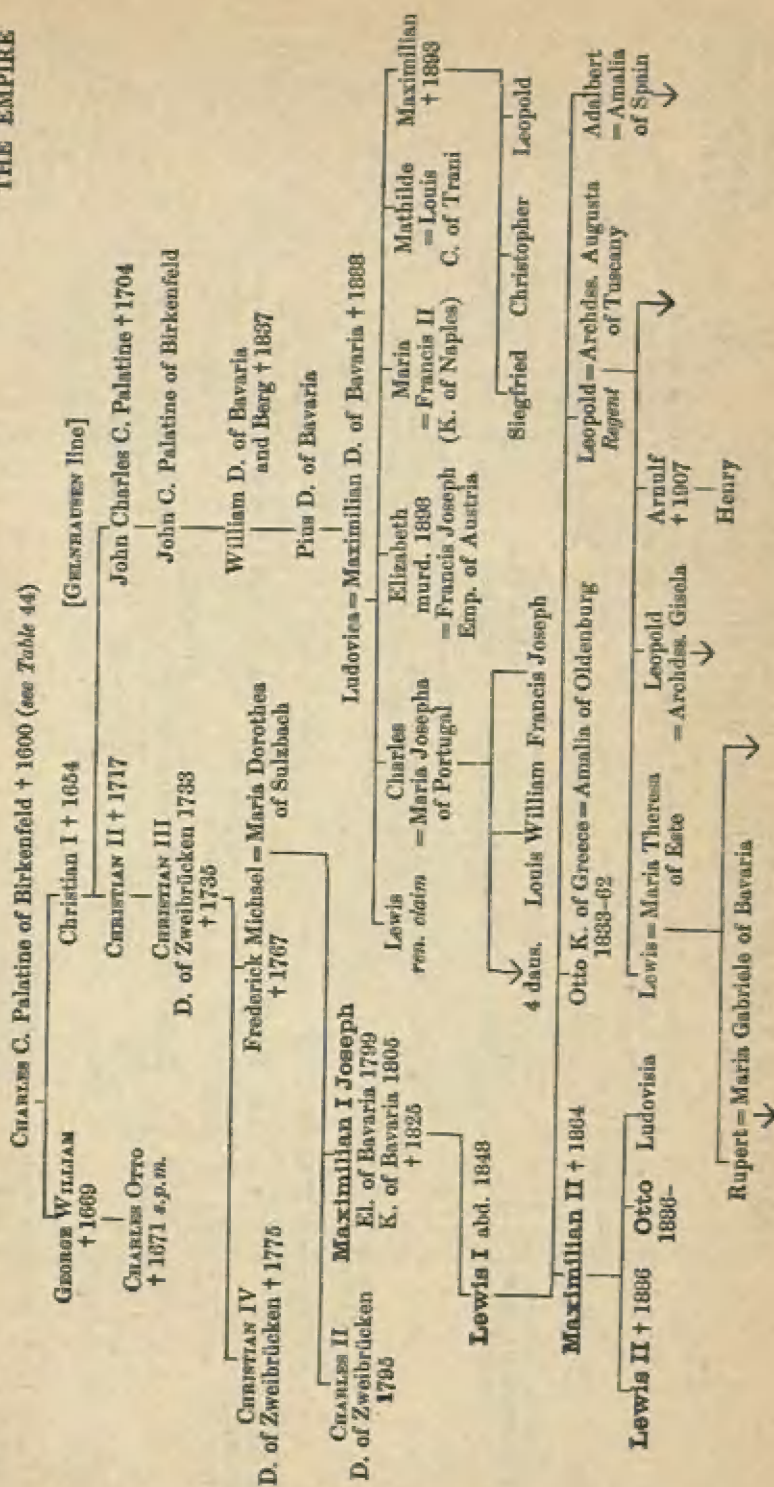 THE EMPIRE
CHARLES C. Palatine of Birkenfeld † 1600 (see Table 44)
GEORGE WILLIAM
† 1669
CHARLES OTTO
† 1671 s.p.m.
Christian I † 1654
[GELNHAUSEN line]
CHRISTIAN II † 1717
John Charles C. Palatine † 1704
CHRISTIAN III
D. of Zweibrücken 1733
† 1735
John C. Palatine of Birkenfeld
CHRISTIAN IV
D. of Zweibrücken † 1775
Frederick Michael = Maria Dorothea
† 1767
of Sulzbach
William D. of Bavaria
and Berg † 1837
Pius D. of Bavaria
CHARLES II
D. of Zweibrücken
1795
Maximilian I Joseph
El. of Bavaria 1799
K. of Bavaria 1805
† 1825
Ludovica = Maximilian D. of Bavaria † 1888
Lewis
ren. claim
Charles
= Maria Josepha
of Portugal
Elizabeth
murd. 1898
= Francis Joseph
Emp. of Austria
Maria
= Francis II
(K. of Naples)
Mathilde
= Louis
C. of Trani
Maximilian
† 1893
4 daus.
Louis William
Francis Joseph
Siegfried
Christopher
Leopold
Lewis I abd. 1848
Maximilian II † 1864
Otto K. of Greece = Amalia of Oldenburg
1833-62
Leopold = Archdss. Augusta
Regent
of Tuscany
Adalbert
= Amalia
of Spain
Lewis II † 1886
Otto
1886-
Ludovisia
Lewis = Maria Theresa
of Este
Leopold
= Archdss. Gisela
Arnulf
† 1907
Henry
Rupert = Maria Gabriele of Bavaria